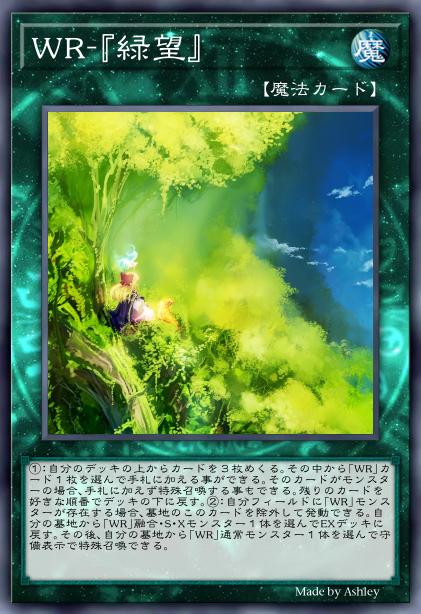 WR-『緑望』
魔
【魔法カード】
①:自分のデッキの上からカードを3枚めくる。その中から「WR」カ
ード1枚を選んで手札に加える事ができる。そのカードがモンスタ
ーの場合、手札に加えず特殊召喚する事もできる。残りのカードを
好きな順番でデッキの下に戻す。②:自分フィールドに「WR」モンス
ターが存在する場合、墓地のこのカードを除外して発動できる。自
分の墓地から「WR」融合・S・Xモンスター1体を選んでEXデッキに
戻す。その後、自分の墓地から「WR」通常モンスター1体を選んで守
備表示で特殊召喚できる。
Made by Ashley